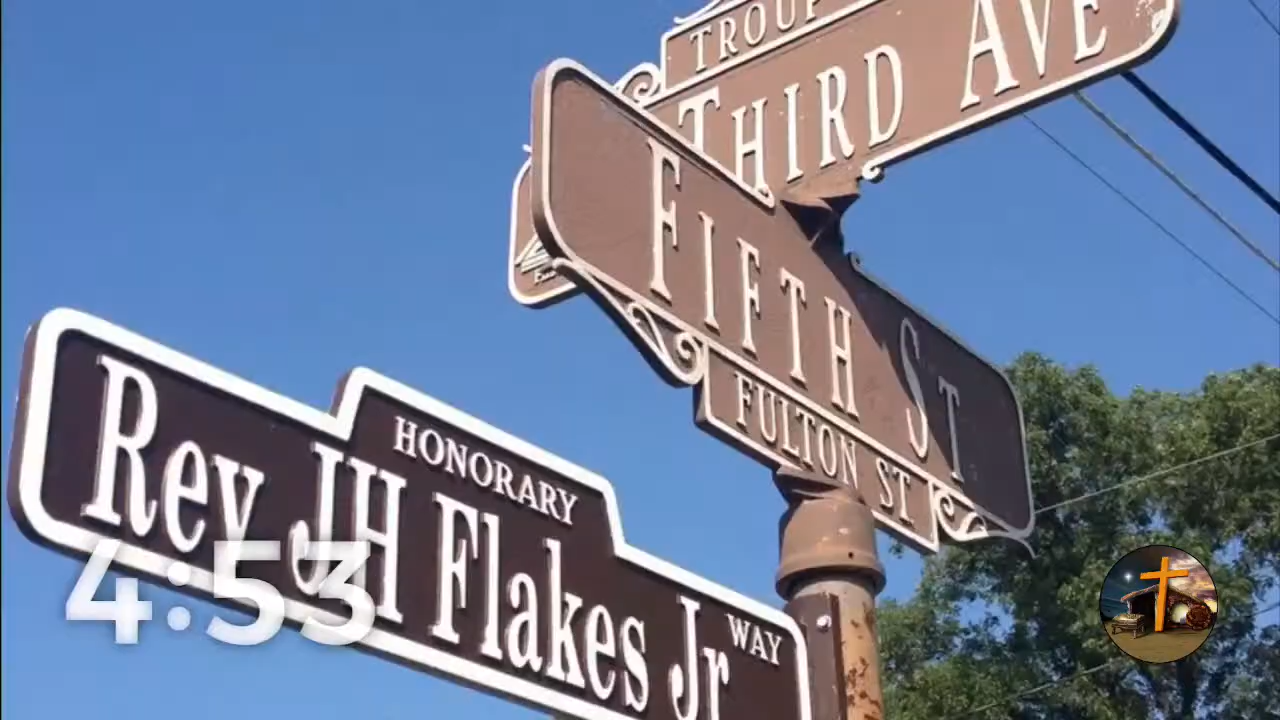 TROUP
THIRD AVE
FIFTH ST
FULTON ST
HONORARY
Rev JH Flakes Jr
WAY
4:53